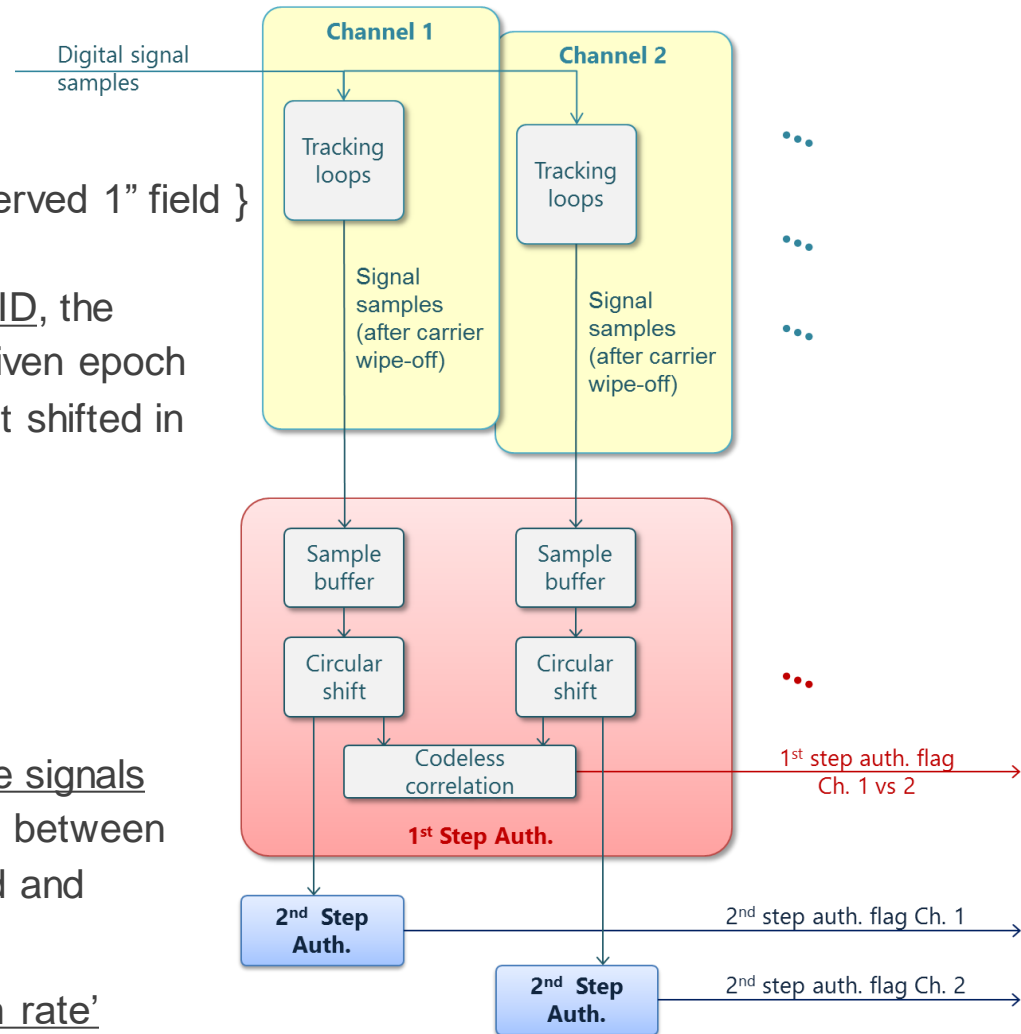 Channel 1
Channel 2
Digital signal
samples
Tracking
loops
Tracking
loops
erved 1” field }
Signal
samples
(after carrier
wipe-off)
Signal
samples
(after carrier
wipe-off)
ID, the
iven epoch
t shifted in
Sample
buffer
Sample
buffer
Circular
shift
Circular
shift
Codeless
correlation
1st Step Auth.
1st step auth. flag
Ch. 1 vs 2
e signals
between
d and
2nd Step
Auth.
2nd step auth. flag Ch. 1
2nd Step
Auth.
2nd step auth. flag Ch. 2
n rate’